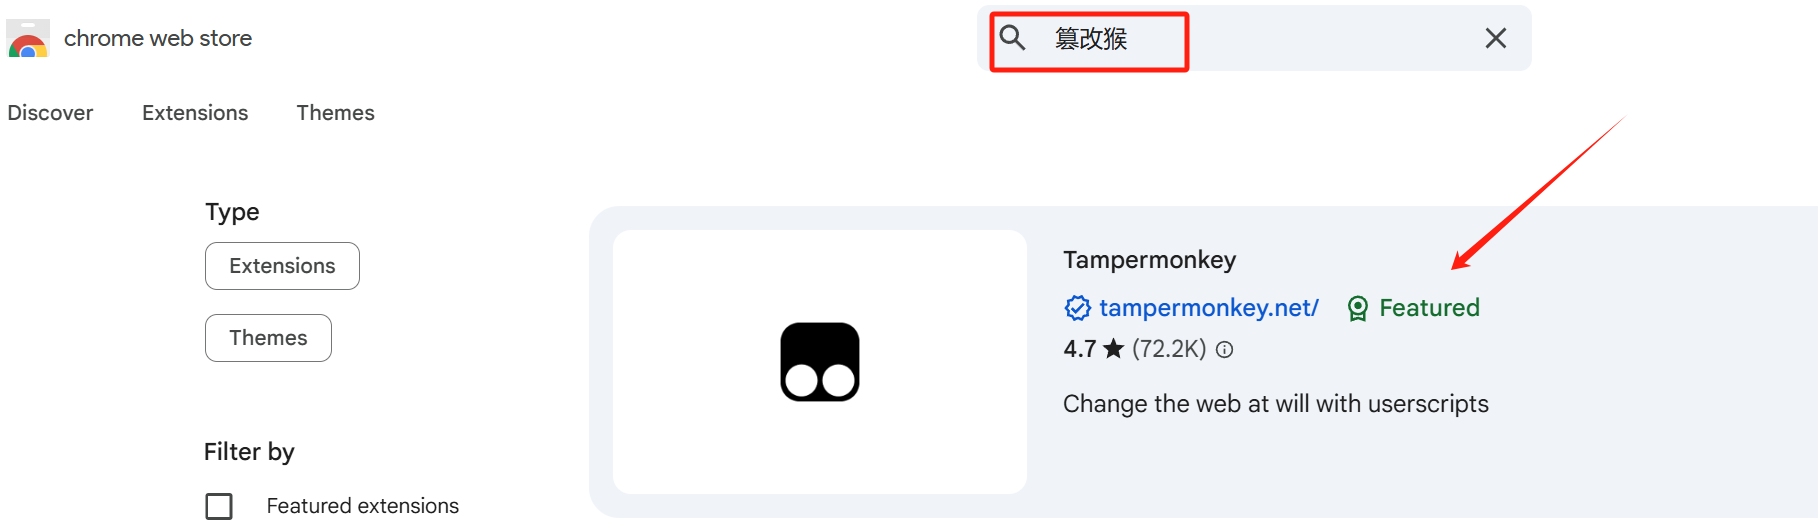 chrome web store
篡改猴
Discover
Extensions
Themes
Type
Extensions
Themes
Filter by
Featured extensions
Tampermonkey
tampermonkey.net/
Featured
4.7 ★ (72.2K)
Change the web at will with userscripts